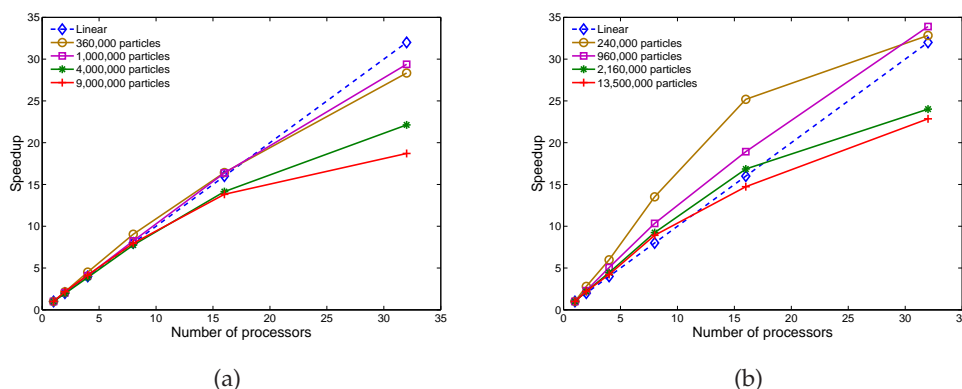 35
30
25
20
15
10
5
0
Speedup
Linear
360,000 particles
1,000,000 particles
4,000,000 particles
9,000,000 particles
0 5 10 15 20 25 30 35
Number of processors
(a)
35
30
25
20
15
10
5
0
Speedup
Linear
240,000 particles
960,000 particles
2,160,000 particles
13,500,000 particles
0 5 10 15 20 25 30 35
Number of processors
(b)